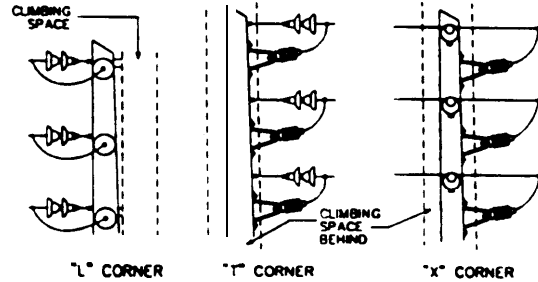 CLIMBING
SPACE
CLIMBING
SPACE
BEHIND
"L" CORNER
"T" CORNER
"X" CORNER